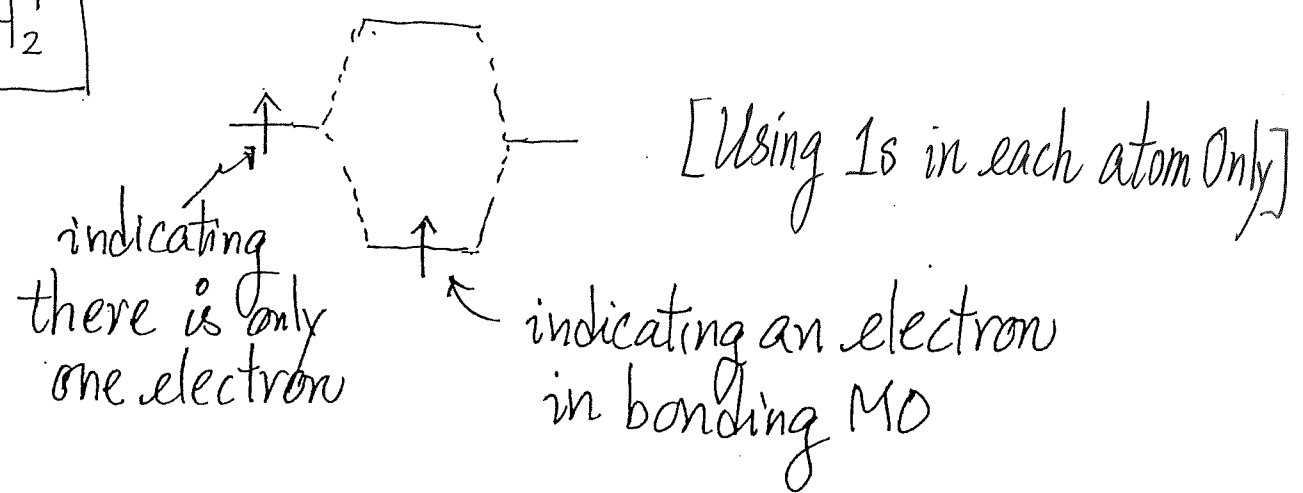 H₂⁺
[Using 1s in each atom Only]
indicating
there is only
one electron
indicating an electron
in bonding MO